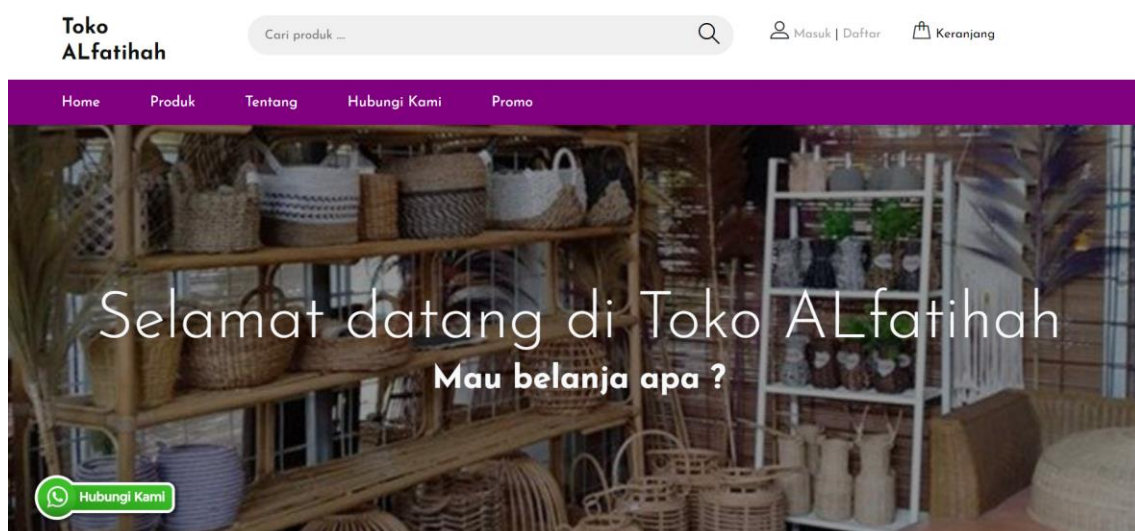 Toko
ALfatihah
Cari produk ....
Masuk | Daftar
Keranjang
Home Produk Tentang Hubungi Kami Promo
Selamat datang di Toko ALfatihah
Mau belanja apa ?
Hubungi Kami